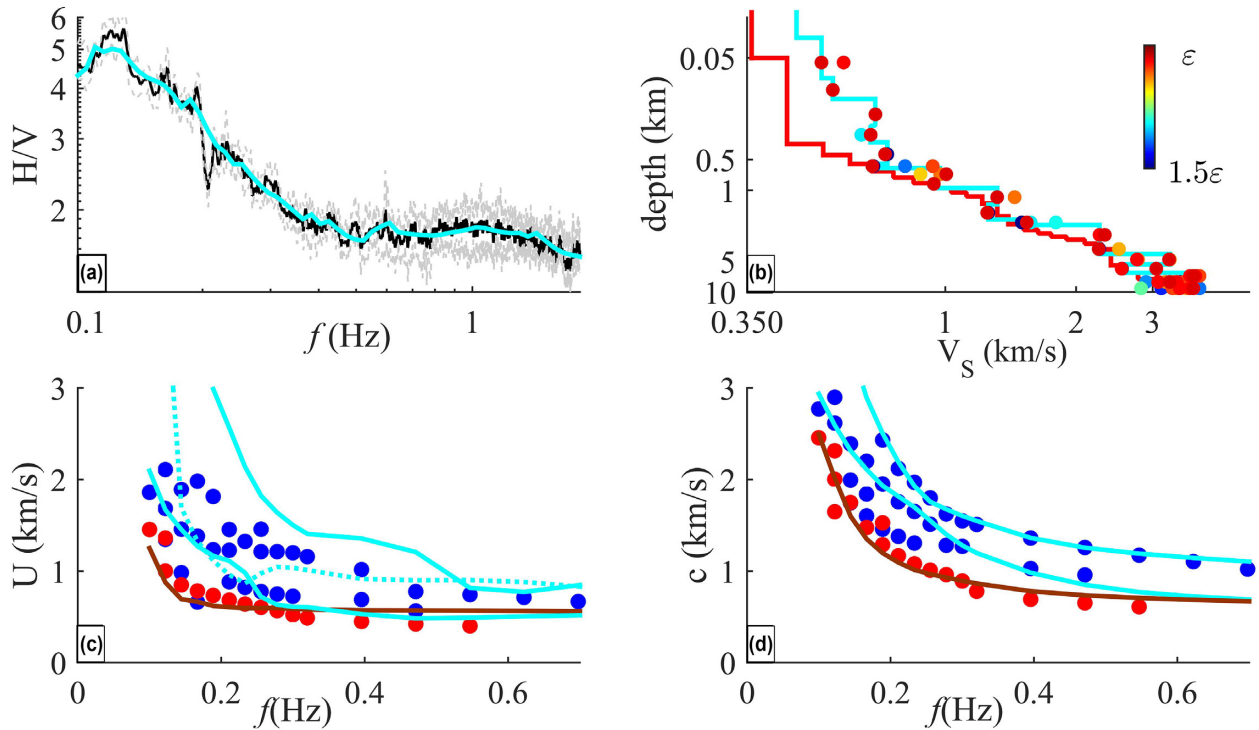 6
5
4
3
2
H/V
(a)
0.1
1
f (Hz)
0.05
0.5
1
5
10
depth (km)
ε
1.5ε
(b)
0.350
1
2
3
V_S (km/s)
3
2
1
0
U (km/s)
(c)
0
0.2
0.4
0.6
f(Hz)
3
2
1
0
c (km/s)
(d)
0
0.2
0.4
0.6
f(Hz)